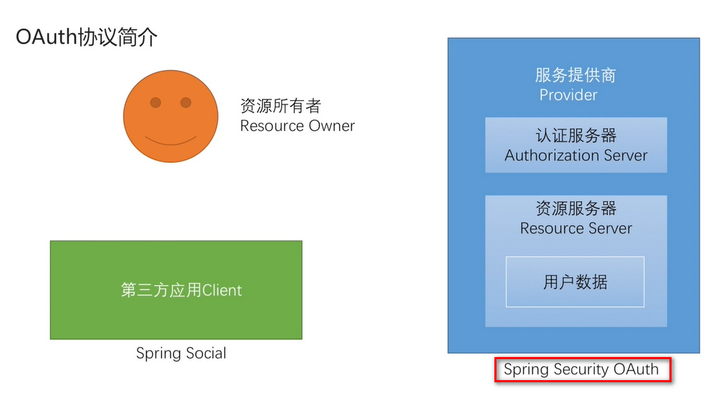 OAuth协议简介
资源所有者
Resource Owner
服务提供商
Provider
认证服务器
Authorization Server
资源服务器
Resource Server
用户数据
第三方应用Client
Spring Social
Spring Security OAuth